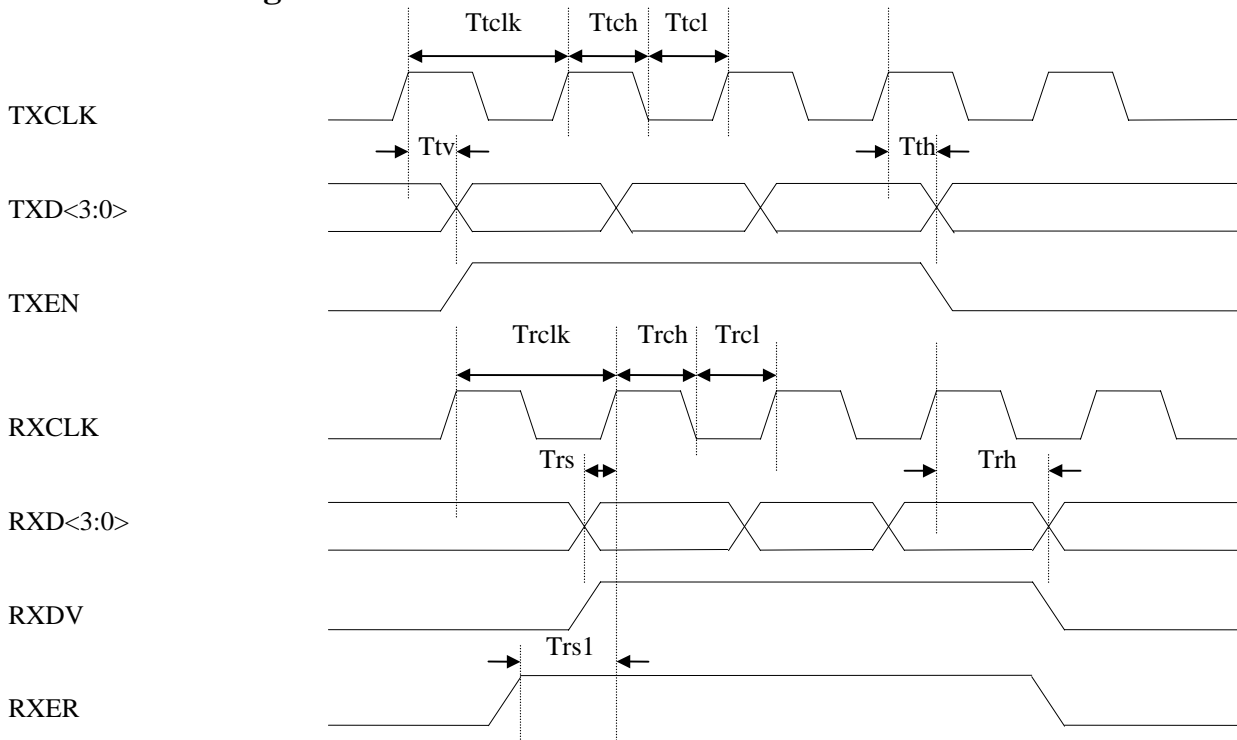 Ttclk Ttch Ttcl
TXCLK
Ttv Tth
TXD<3:0>
TXEN
Trclk Trch Trcl
RXCLK
Trs Trh
RXD<3:0>
RXDV
Trs1
RXER